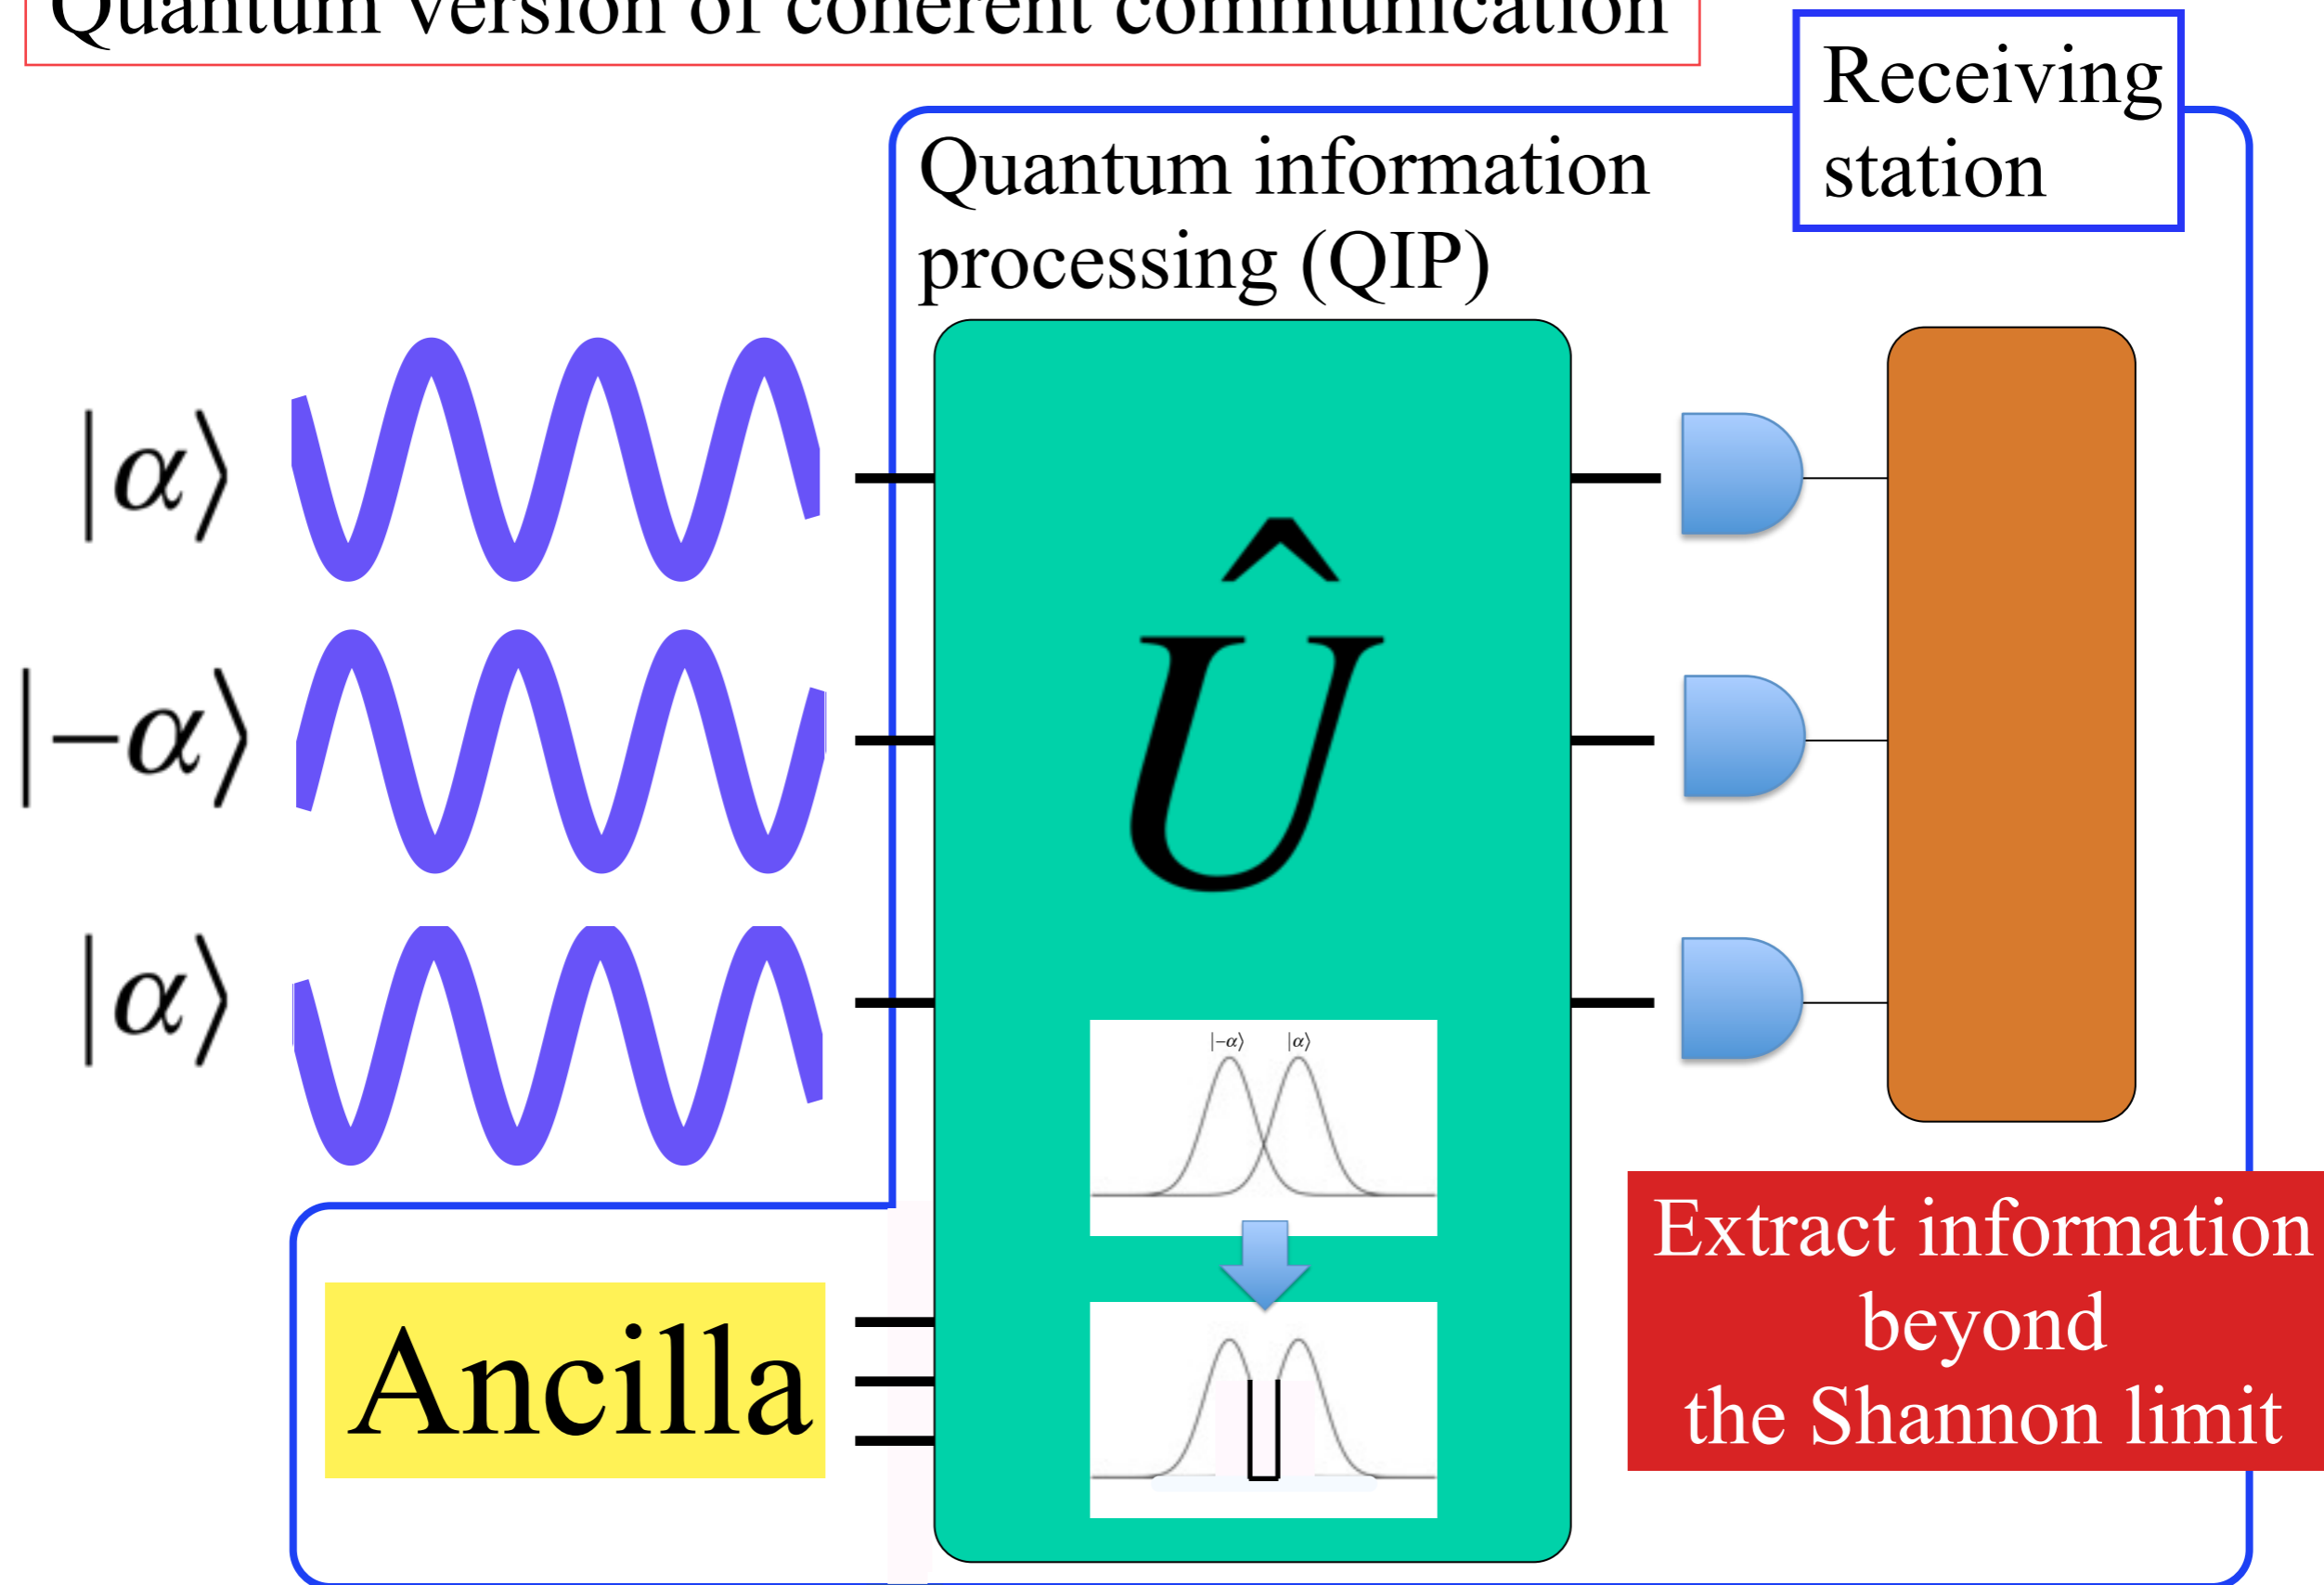 Quantum version of coherent communication
Receiving
station
Quantum information
processing (QIP)
|α⟩
|−α⟩
|α⟩
Û
|−α⟩ |α⟩
Ancilla
Extract information
beyond
the Shannon limit